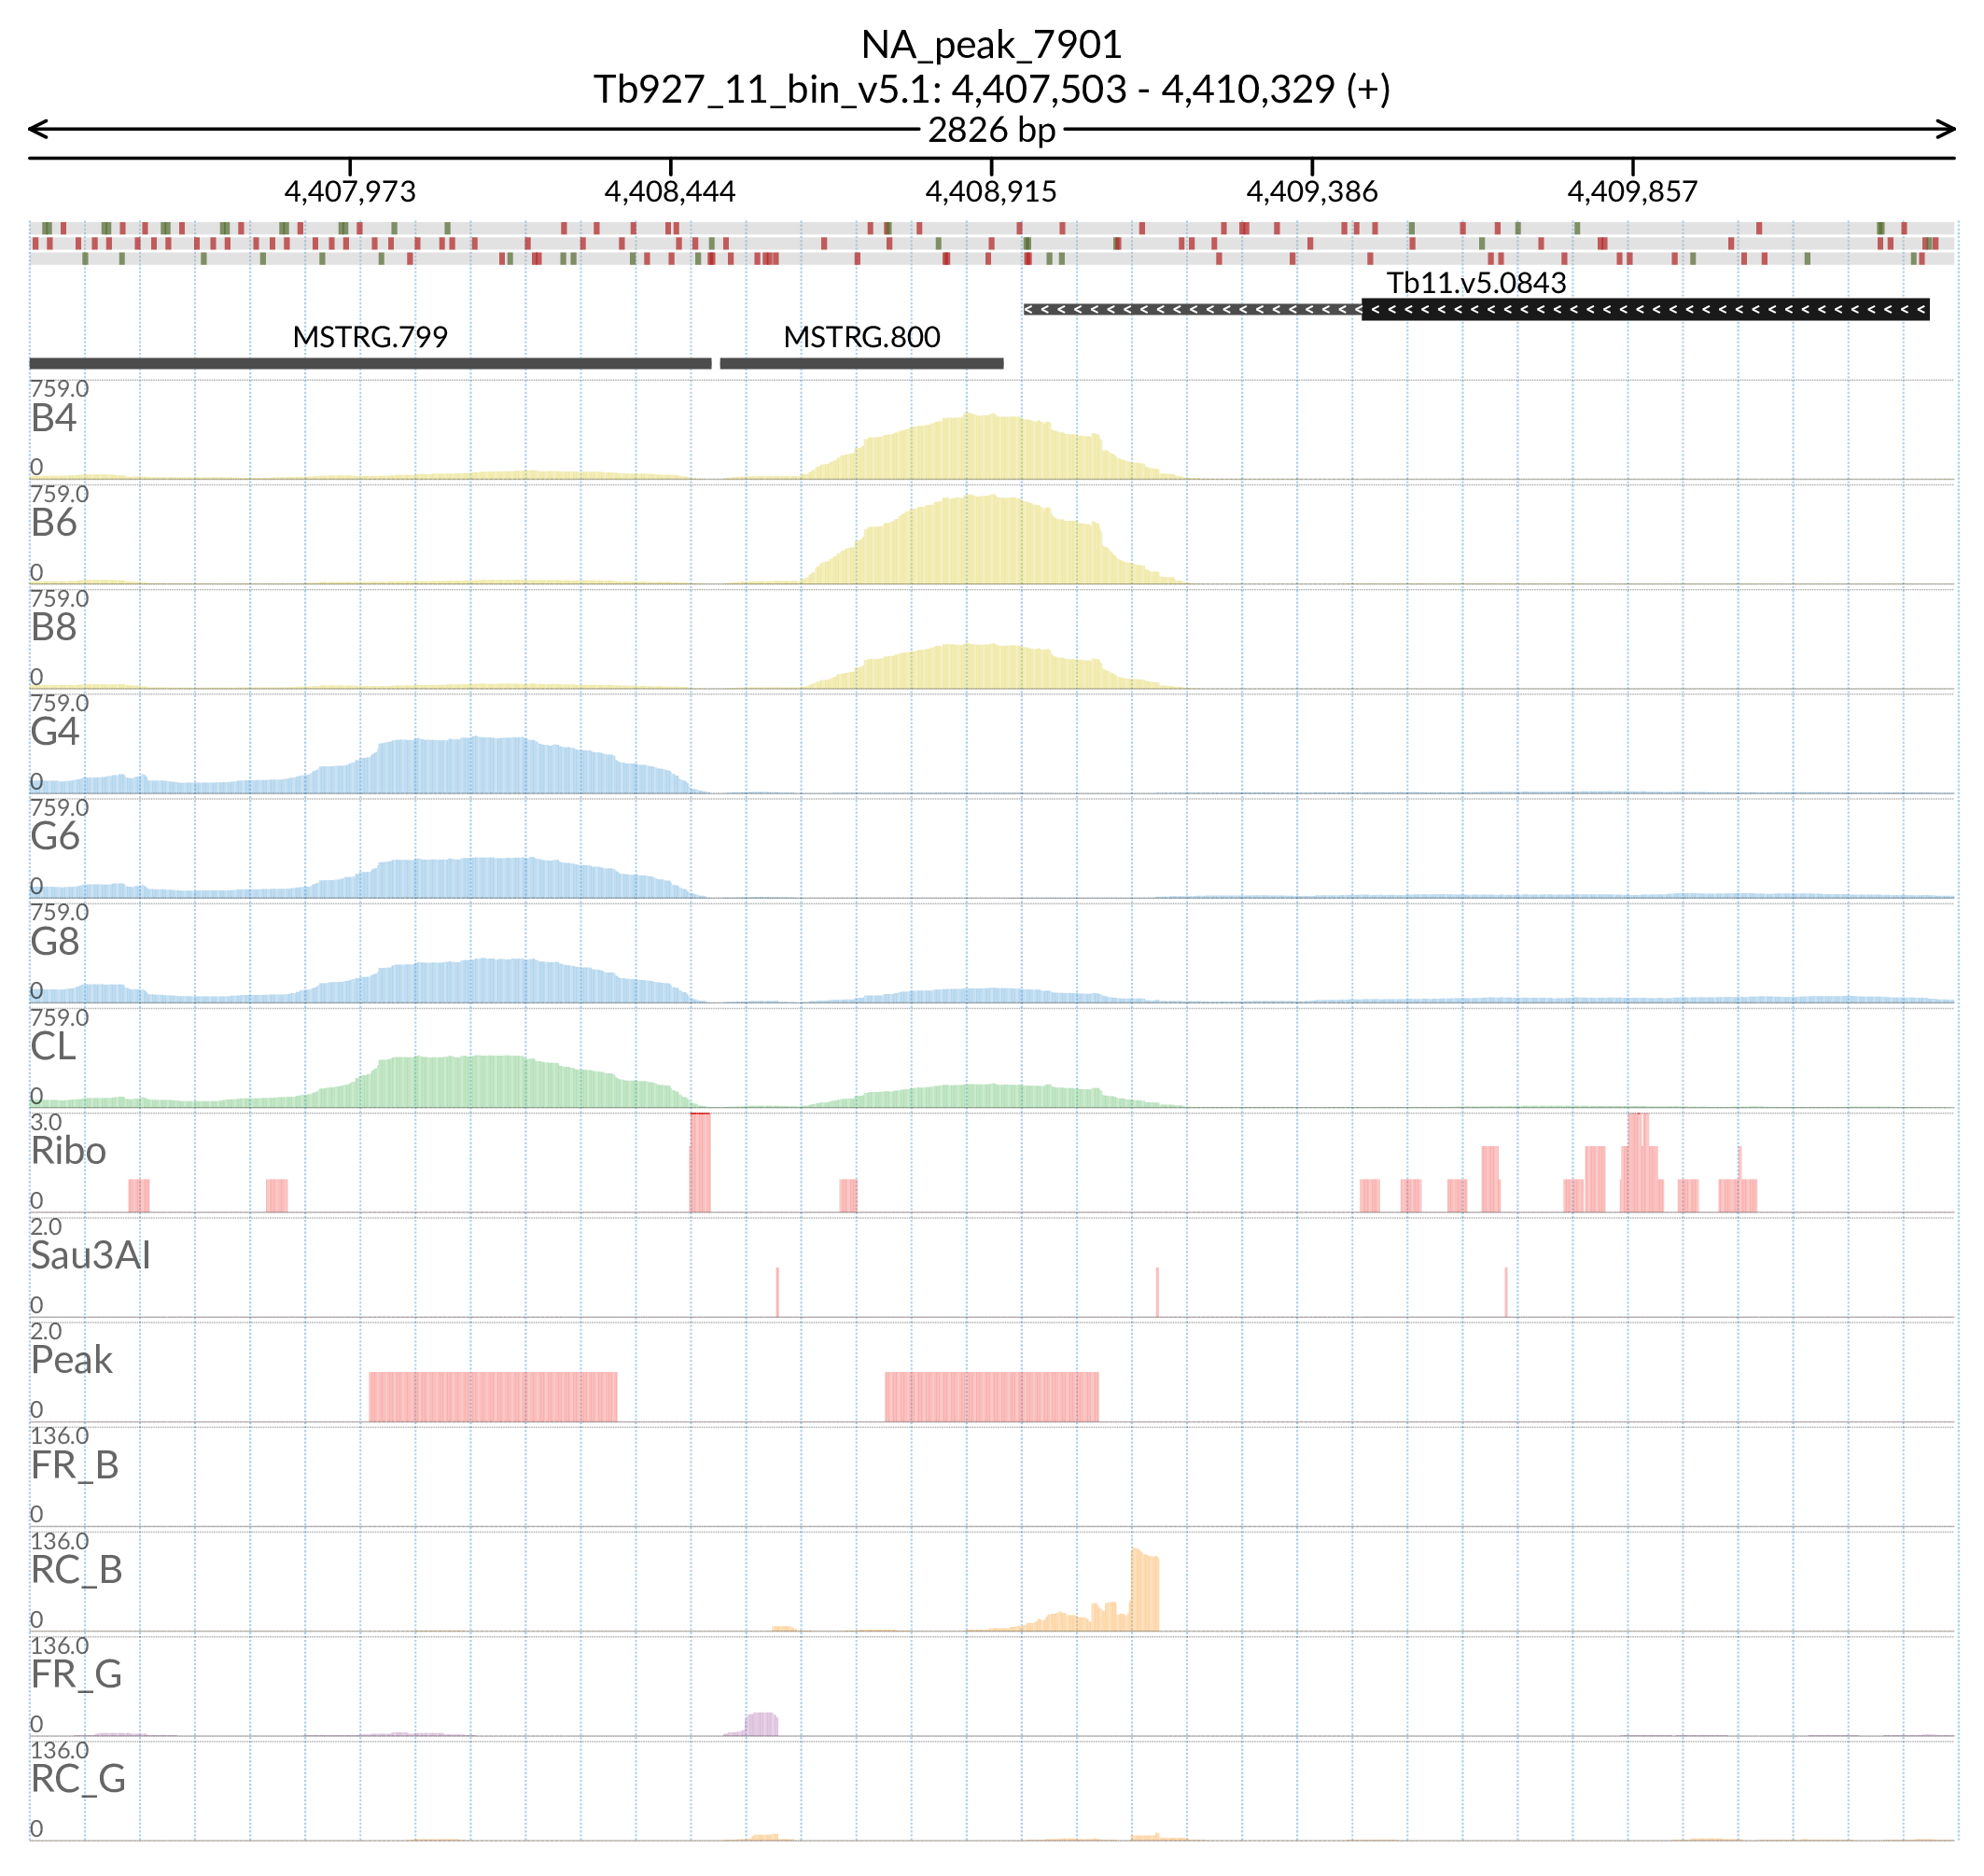 NA_peak_7901
Tb927_11_bin_v5.1: 4,407,503 - 4,410,329 (+)
2826 bp
4,407,973 4,408,444 4,408,915 4,409,386 4,409,857
Tb11.v5.0843
MSTRG.799 MSTRG.800
759.0
B4
0
759.0
B6
0
759.0
B8
0
759.0
G4
0
759.0
G6
0
759.0
G8
0
759.0
CL
0
3.0
Ribo
0
2.0
Sau3AI
0
2.0
Peak
0
136.0
FR_B
0
136.0
RC_B
0
136.0
FR_G
0
136.0
RC_G
0